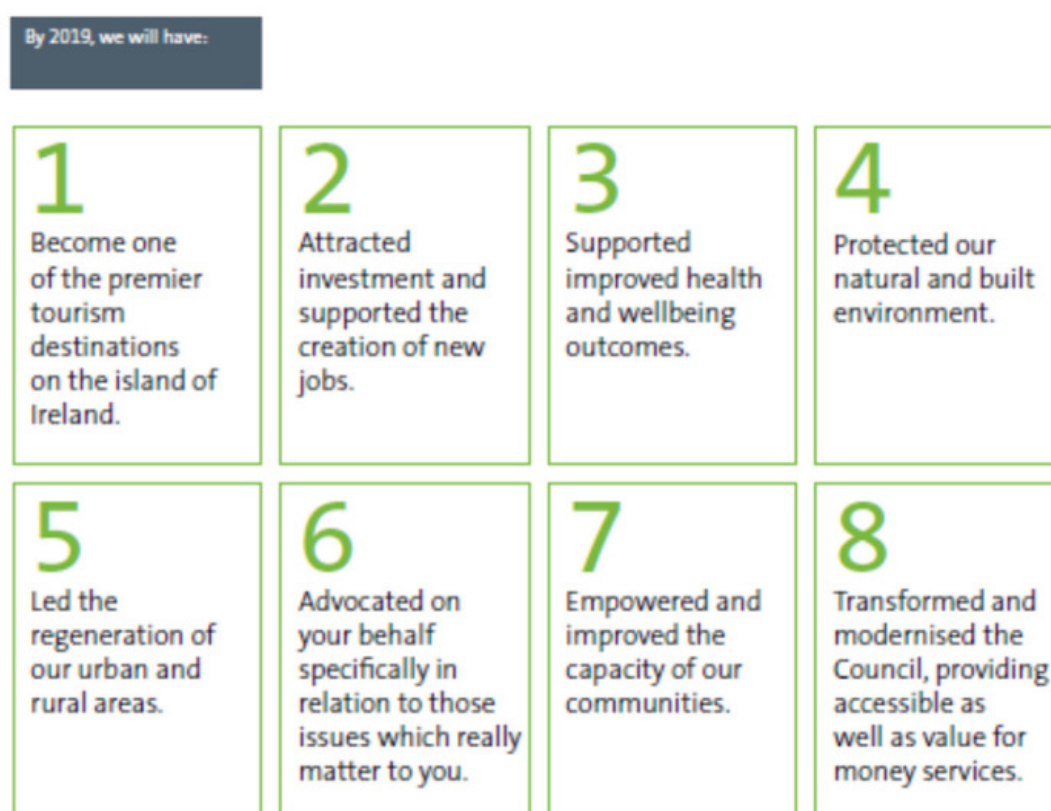 By 2019, we will have:
1
Become one
of the premier
tourism
destinations
on the island of
Ireland.
2
Attracted
investment and
supported the
creation of new
jobs.
3
Supported
improved health
and wellbeing
outcomes.
4
Protected our
natural and built
environment.
5
Led the
regeneration of
our urban and
rural areas.
6
Advocated on
your behalf
specifically in
relation to those
issues which really
matter to you.
7
Empowered and
improved the
capacity of our
communities.
8
Transformed and
modernised the
Council, providing
accessible as
well as value for
money services.